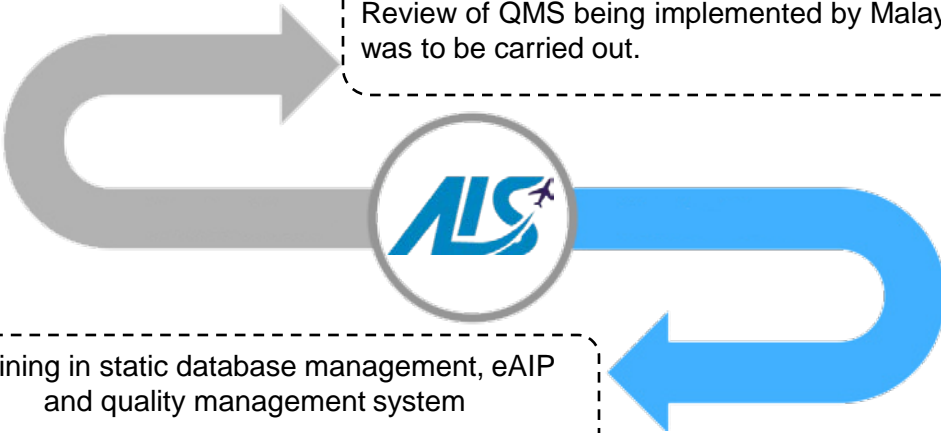 Review of QMS being implemented by Malay
was to be carried out.
AIS
ining in static database management, eAIP
and quality management system